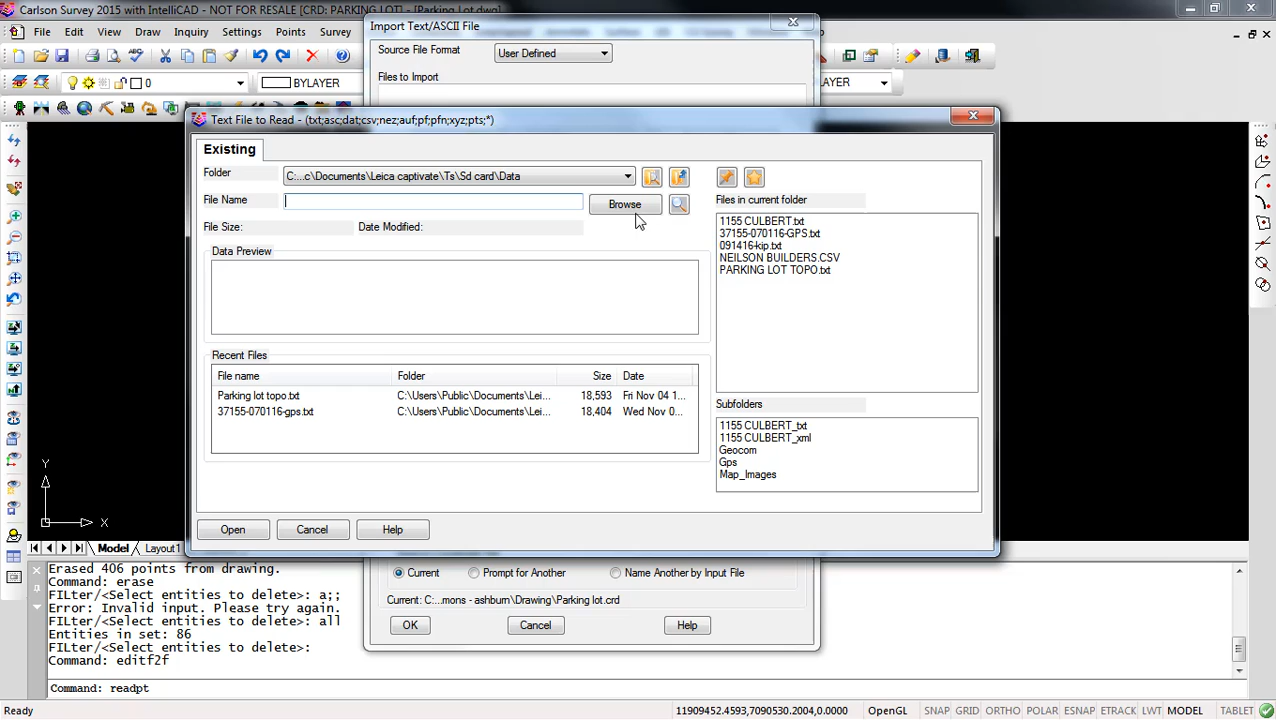 Carlson Survey 2015 with IntelliCAD - NOT FOR RESALE [CRD: PARKING LOT] - [Parking Lot.dwg]
File Edit View Draw Inquiry Settings Points Survey
0 BYLAYER
Import Text/ASCII File
Source File Format User Defined
Files to Import
Text File to Read - (txt;asc;dat;csv;nez;auf;pf;pfn;xyz;pts;*)
Existing
Folder C:...c\Documents\Leica captivate\Ts\Sd card\Data
File Name Browse
File Size: Date Modified:
Data Preview
Recent Files
File name Folder Size Date
Parking lot topo.txt C:\Users\Public\Documents\Lei... 18,593 Fri Nov 04 1...
37155-070116-gps.txt C:\Users\Public\Documents\Lei... 18,404 Wed Nov 0...
Files in current folder
1155 CULBERT.txt
37155-070116-GPS.txt
091416-kip.txt
NEILSON BUILDERS.CSV
PARKING LOT TOPO.txt
Subfolders
1155 CULBERT_txt
1155 CULBERT_xml
Geocom
Gps
Map_Images
Open Cancel Help
Y
X
Model Layout1
Current Prompt for Another Name Another by Input File
Current: C:...mons - ashburn\Drawing\Parking lot.crd
OK Cancel Help
Erased 406 points from drawing.
Command: erase
FILter/<Select entities to delete>: a;;
Error: Invalid input. Please try again.
FILter/<Select entities to delete>: all
Entities in set: 86
FILter/<Select entities to delete>:
Command: editf2f
Command: readpt
Ready 11909452.4593,7090530.2004,0.0000 OpenGL SNAP GRID ORTHO POLAR ESNAP ETRACK LWT MODEL TABLET